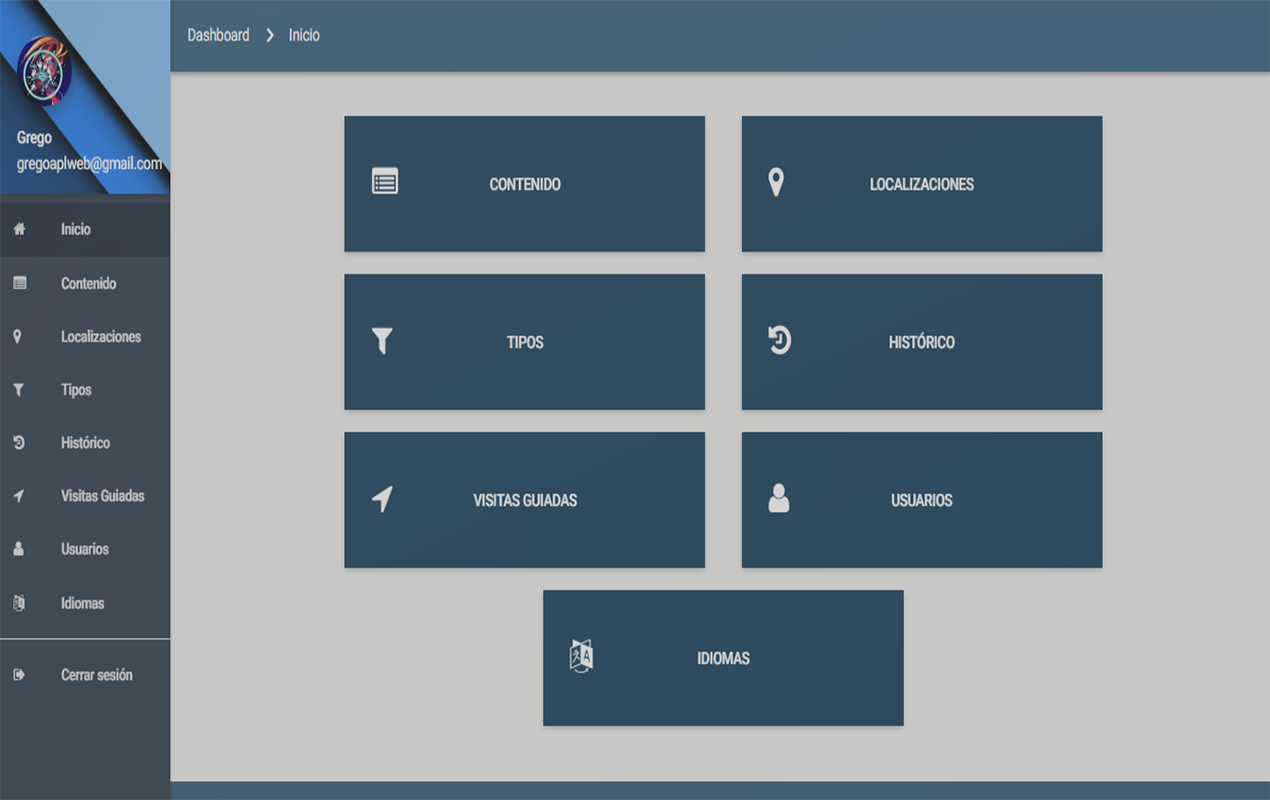 Grego
gregoaplweb@gmail.com
Inicio
Contenido
Localizaciones
Tipos
Histórico
Visitas Guiadas
Usuarios
Idiomas
Cerrar sesión
Dashboard Inicio
CONTENIDO
LOCALIZACIONES
TIPOS
HISTÓRICO
VISITAS GUIADAS
USUARIOS
IDIOMAS